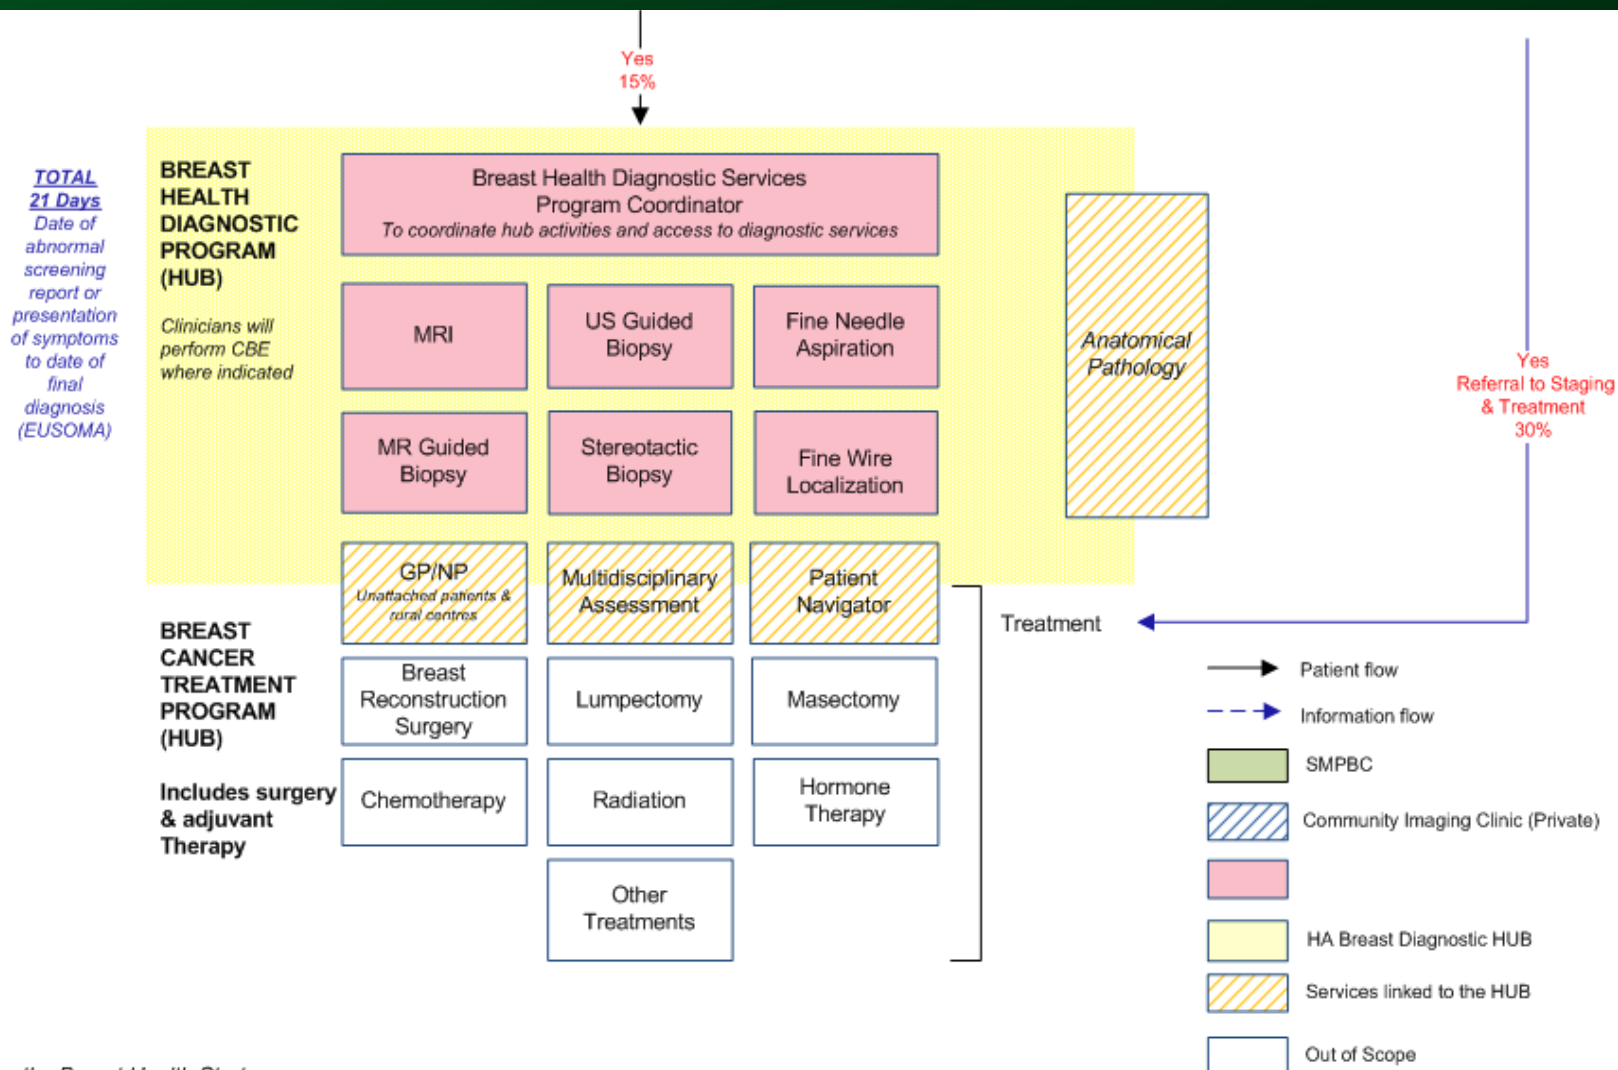 Yes
15%
TOTAL
21 Days
Date of
abnormal
screening
report or
presentation
of symptoms
to date of
final
diagnosis
(EUSOMA)
BREAST
HEALTH
DIAGNOSTIC
PROGRAM
(HUB)
Clinicians will
perform CBE
where indicated
Breast Health Diagnostic Services
Program Coordinator
To coordinate hub activities and access to diagnostic services
MRI
US Guided
Biopsy
Fine Needle
Aspiration
MR Guided
Biopsy
Stereotactic
Biopsy
Fine Wire
Localization
Anatomical
Pathology
Yes
Referral to Staging
& Treatment
30%
GP/NP
Unattached patients &
rural centres
Multidisciplinary
Assessment
Patient
Navigator
BREAST
CANCER
TREATMENT
PROGRAM
(HUB)
Includes surgery
& adjuvant
Therapy
Breast
Reconstruction
Surgery
Lumpectomy
Masectomy
Chemotherapy
Radiation
Hormone
Therapy
Other
Treatments
Treatment
Patient flow
Information flow
SMPBC
Community Imaging Clinic (Private)
HA Breast Diagnostic HUB
Services linked to the HUB
Out of Scope